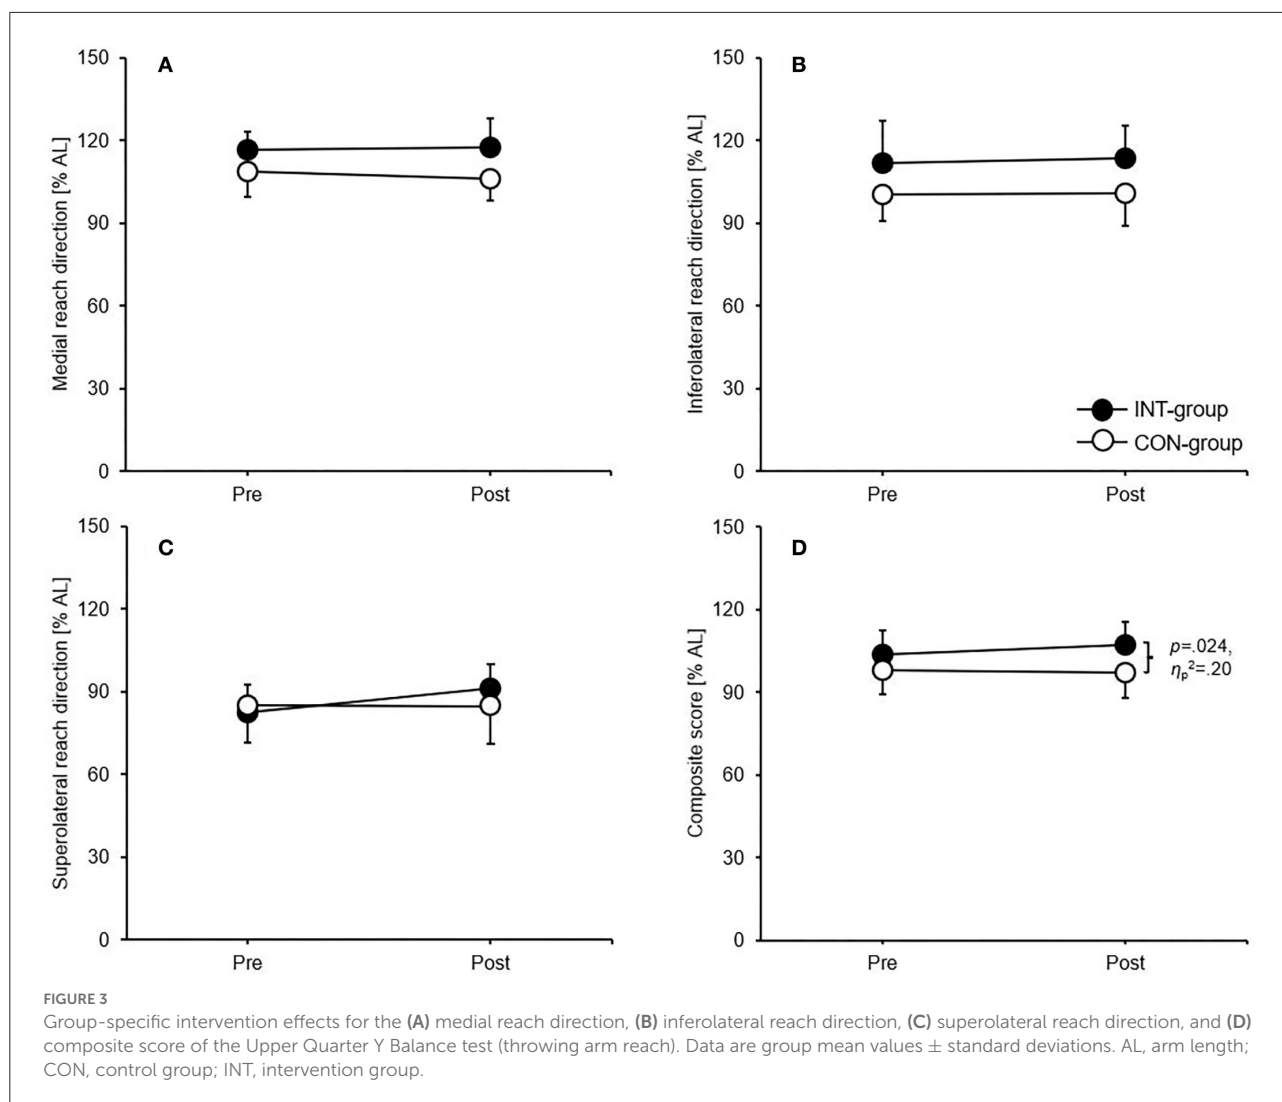 A
150
120
90
60
30
0
Medial reach direction [% AL]
Pre
Post
B
150
120
90
60
30
0
Inferolateral reach direction [% AL]
INT-group
CON-group
Pre
Post
C
150
120
90
60
30
0
Superolateral reach direction [% AL]
Pre
Post
D
150
120
90
60
30
0
Composite score [% AL]
p=.024,
ηp²=.20
Pre
Post
FIGURE 3
Group-specific intervention effects for the (A) medial reach direction, (B) inferolateral reach direction, (C) superolateral reach direction, and (D)
composite score of the Upper Quarter Y Balance test (throwing arm reach). Data are group mean values ± standard deviations. AL, arm length;
CON, control group; INT, intervention group.